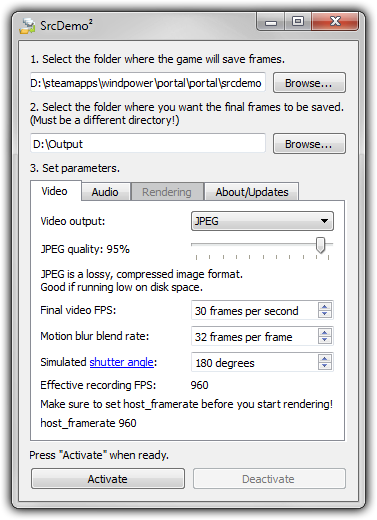 SrcDemo²
1. Select the folder where the game will save frames.
D:\steamapps\windpower\portal\portal\srcdemo
Browse...
2. Select the folder where you want the final frames to be saved.
(Must be a different directory!)
D:\Output
Browse...
3. Set parameters.
Video Audio Rendering About/Updates
Video output: JPEG
JPEG quality: 95%
JPEG is a lossy, compressed image format.
Good if running low on disk space.
Final video FPS: 30 frames per second
Motion blur blend rate: 32 frames per frame
Simulated shutter angle: 180 degrees
Effective recording FPS: 960
Make sure to set host_framerate before you start rendering!
host_framerate 960
Press "Activate" when ready.
Activate Deactivate